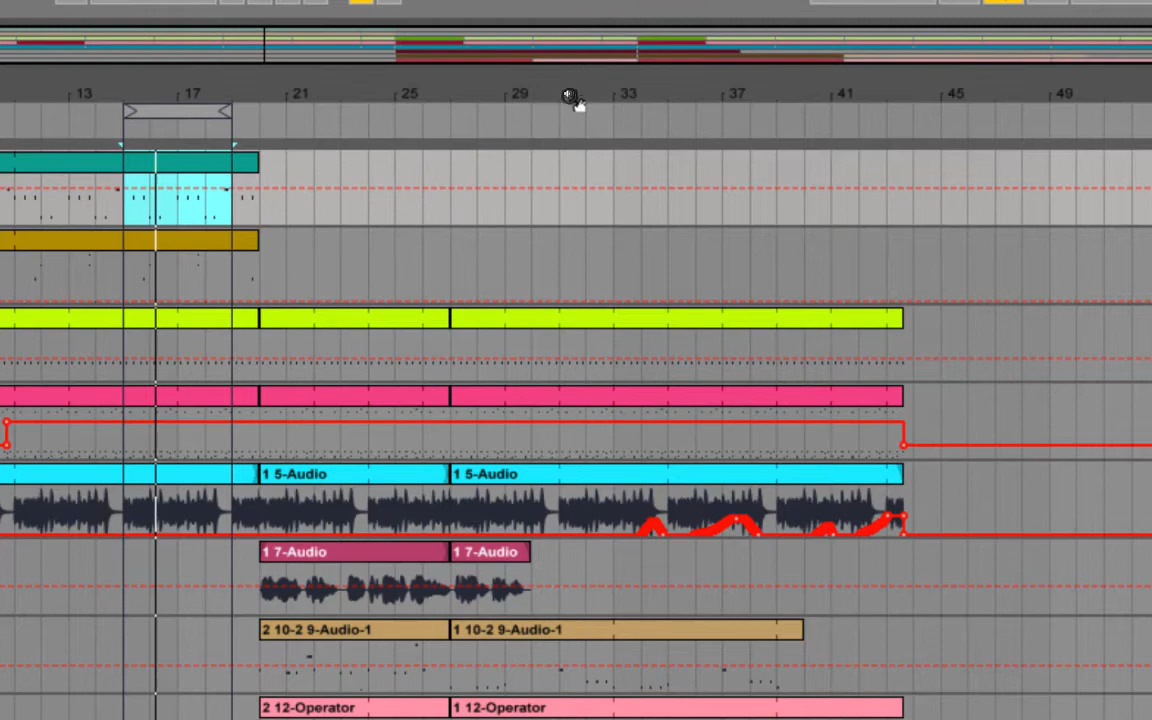 13 17 21 25 29 33 37 41 45 49
1 5-Audio 1 5-Audio
1 7-Audio 1 7-Audio
2 10-2 9-Audio-1 1 10-2 9-Audio-1
2 12-Operator 1 12-Operator